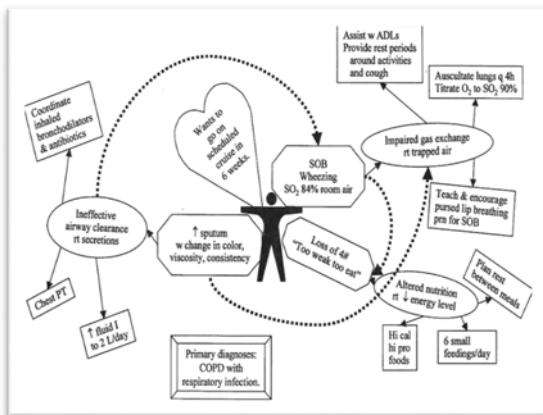 Assist w ADLs
Provide rest periods
around activities
and cough
Auscultate lungs q 4h
Titrate O₂ to SO₂ 90%
Coordinate
inhaled
bronchodilators
& antibiotics
Wants to
go on
scheduled
cruise in
6 weeks.
SOB
Wheezing
SO₂ 84% room air
Impaired gas exchange
rt trapped air
Teach & encourage
pursed lip breathing
prn for SOB
Ineffective
airway clearance
rt secretions
↑ sputum
w change in color,
viscosity, consistency
Loss of 4#
"Too weak too eat"
Altered nutrition
rt ↓ energy level
Plan rest
between meals
Chest PT
↑ fluid I
to 2 L/day
Primary diagnoses:
COPD with
respiratory infection.
Hi cal
hi pro
foods
6 small
feedings/day